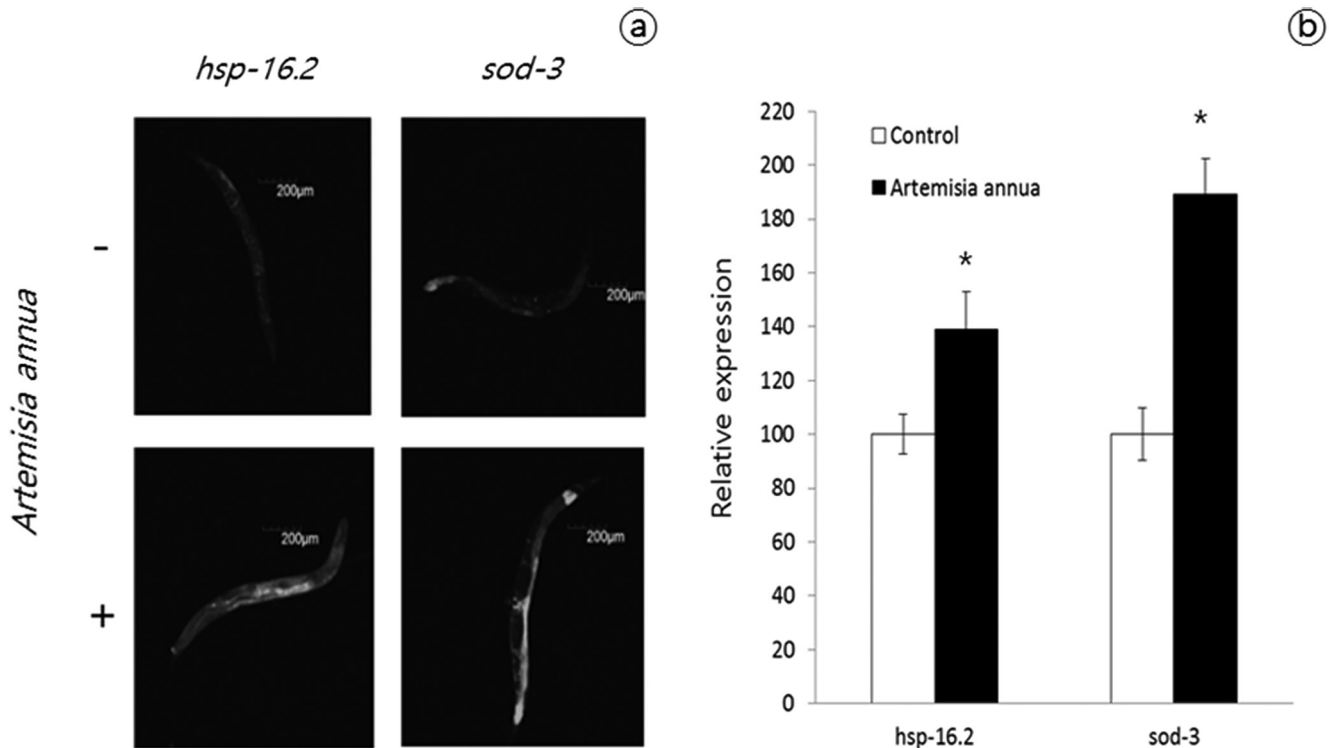 ⓐ
hsp-16.2 sod-3
Artemisia annua
-
200μm
200μm
+
200μm
200μm
ⓑ
Relative expression
220
200
180
160
140
120
100
80
60
40
20
0
Control
Artemisia annua
*
*
hsp-16.2 sod-3